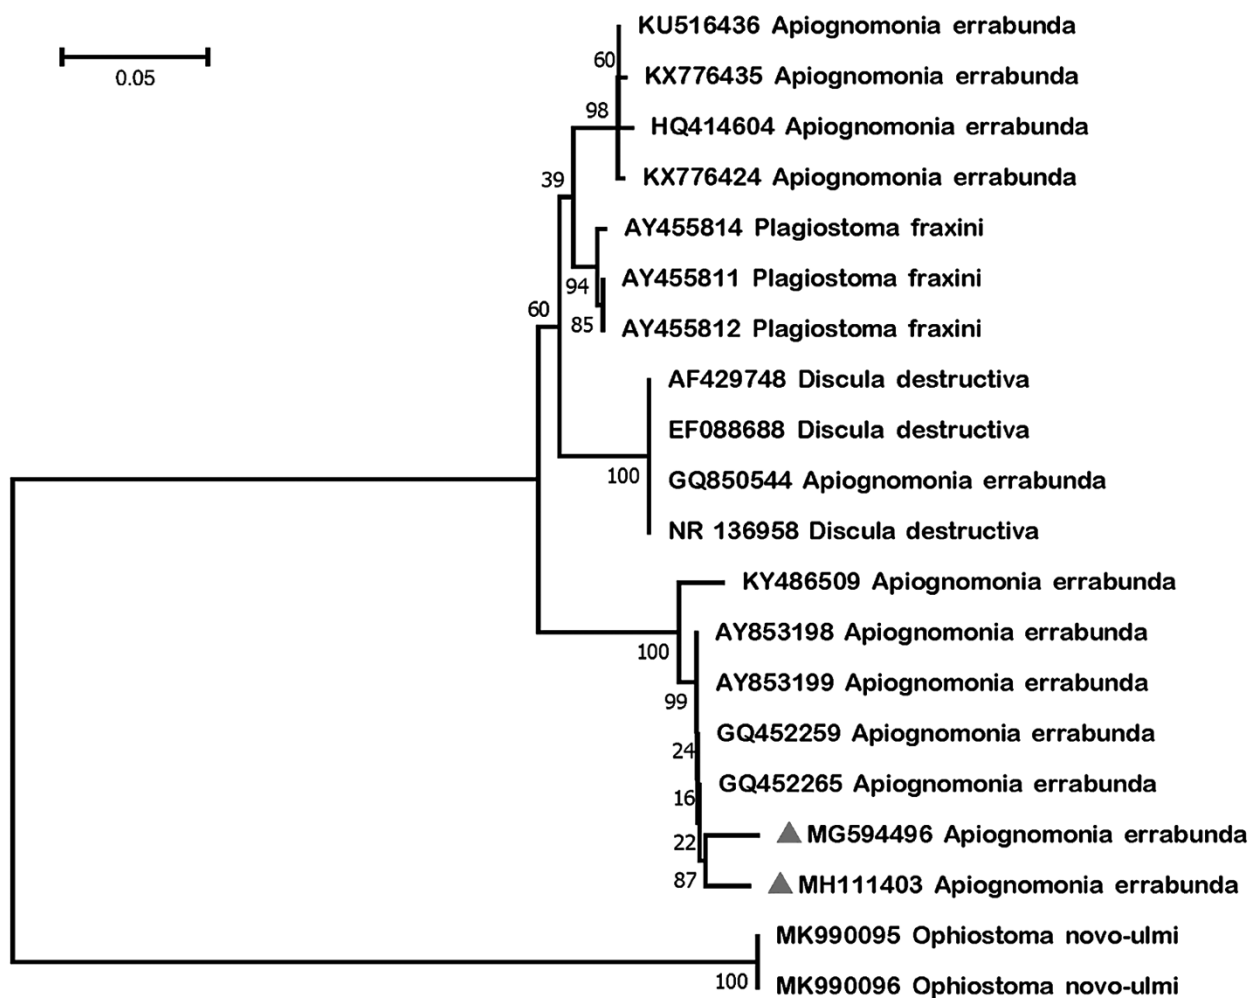 KU516436 Apiognomonia errabunda
0.05
60
KX776435 Apiognomonia errabunda
98
HQ414604 Apiognomonia errabunda
39
KX776424 Apiognomonia errabunda
AY455814 Plagiostoma fraxini
94
AY455811 Plagiostoma fraxini
60
85
AY455812 Plagiostoma fraxini
AF429748 Discula destructiva
EF088688 Discula destructiva
100
GQ850544 Apiognomonia errabunda
NR 136958 Discula destructiva
KY486509 Apiognomonia errabunda
100
AY853198 Apiognomonia errabunda
99
AY853199 Apiognomonia errabunda
24
GQ452259 Apiognomonia errabunda
16
GQ452265 Apiognomonia errabunda
22
MG594496 Apiognomonia errabunda
87
MH111403 Apiognomonia errabunda
MK990095 Ophiostoma novo-ulmi
100
MK990096 Ophiostoma novo-ulmi